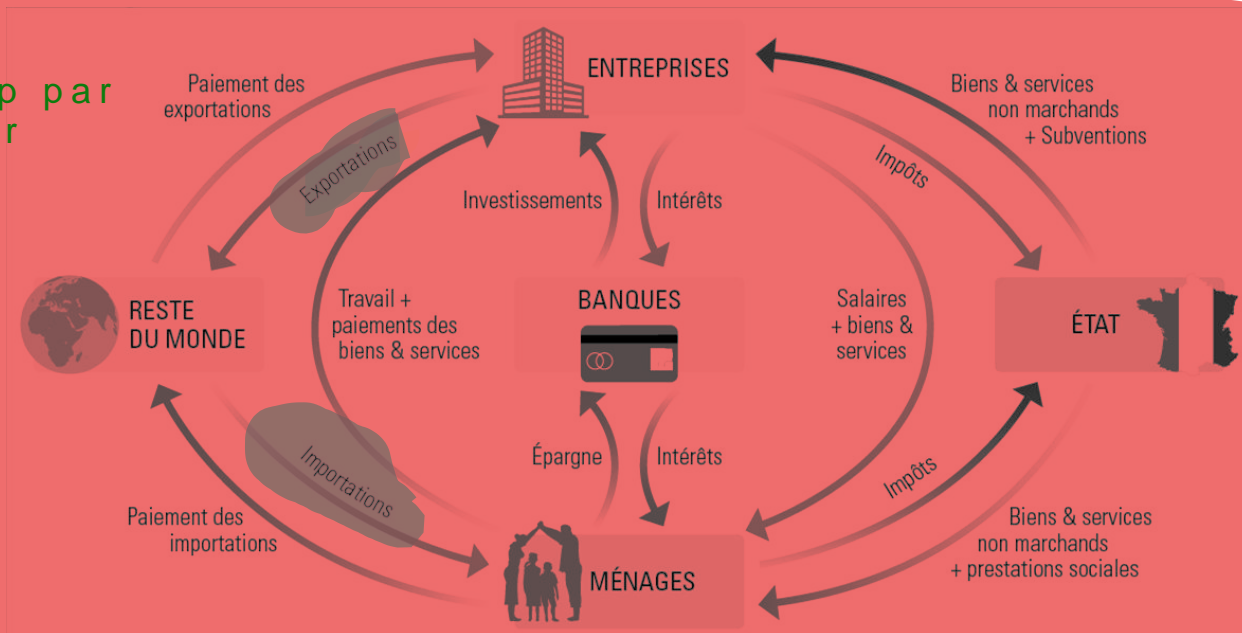 p par
r
ENTREPRISES
Paiement des
exportations
Exportations
Biens & services
non marchands
+ Subventions
Impôts
Investissements
Intérêts
RESTE
DU MONDE
Travail +
paiements des
biens & services
BANQUES
Salaires
+ biens &
services
ÉTAT
Importations
Épargne
Intérêts
Impôts
Paiement des
importations
Biens & services
non marchands
+ prestations sociales
MÉNAGES